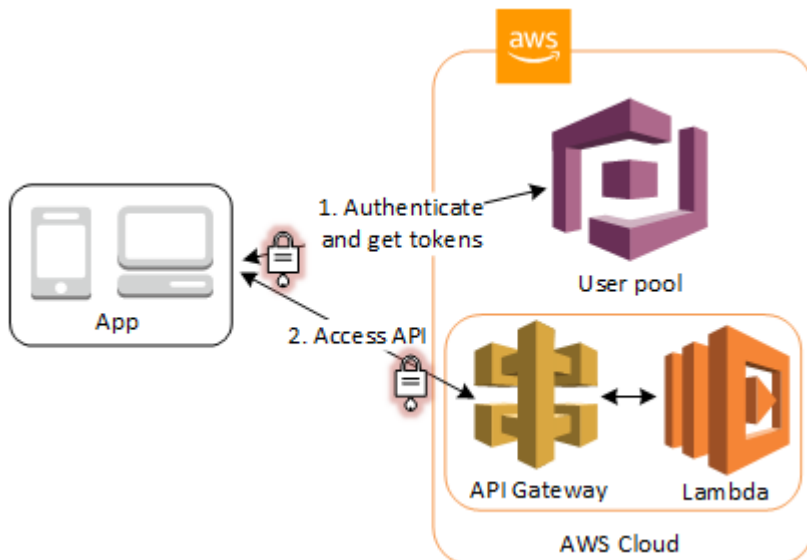 aws
1. Authenticate
and get tokens
User pool
App
2. Access API
API Gateway
Lambda
AWS Cloud